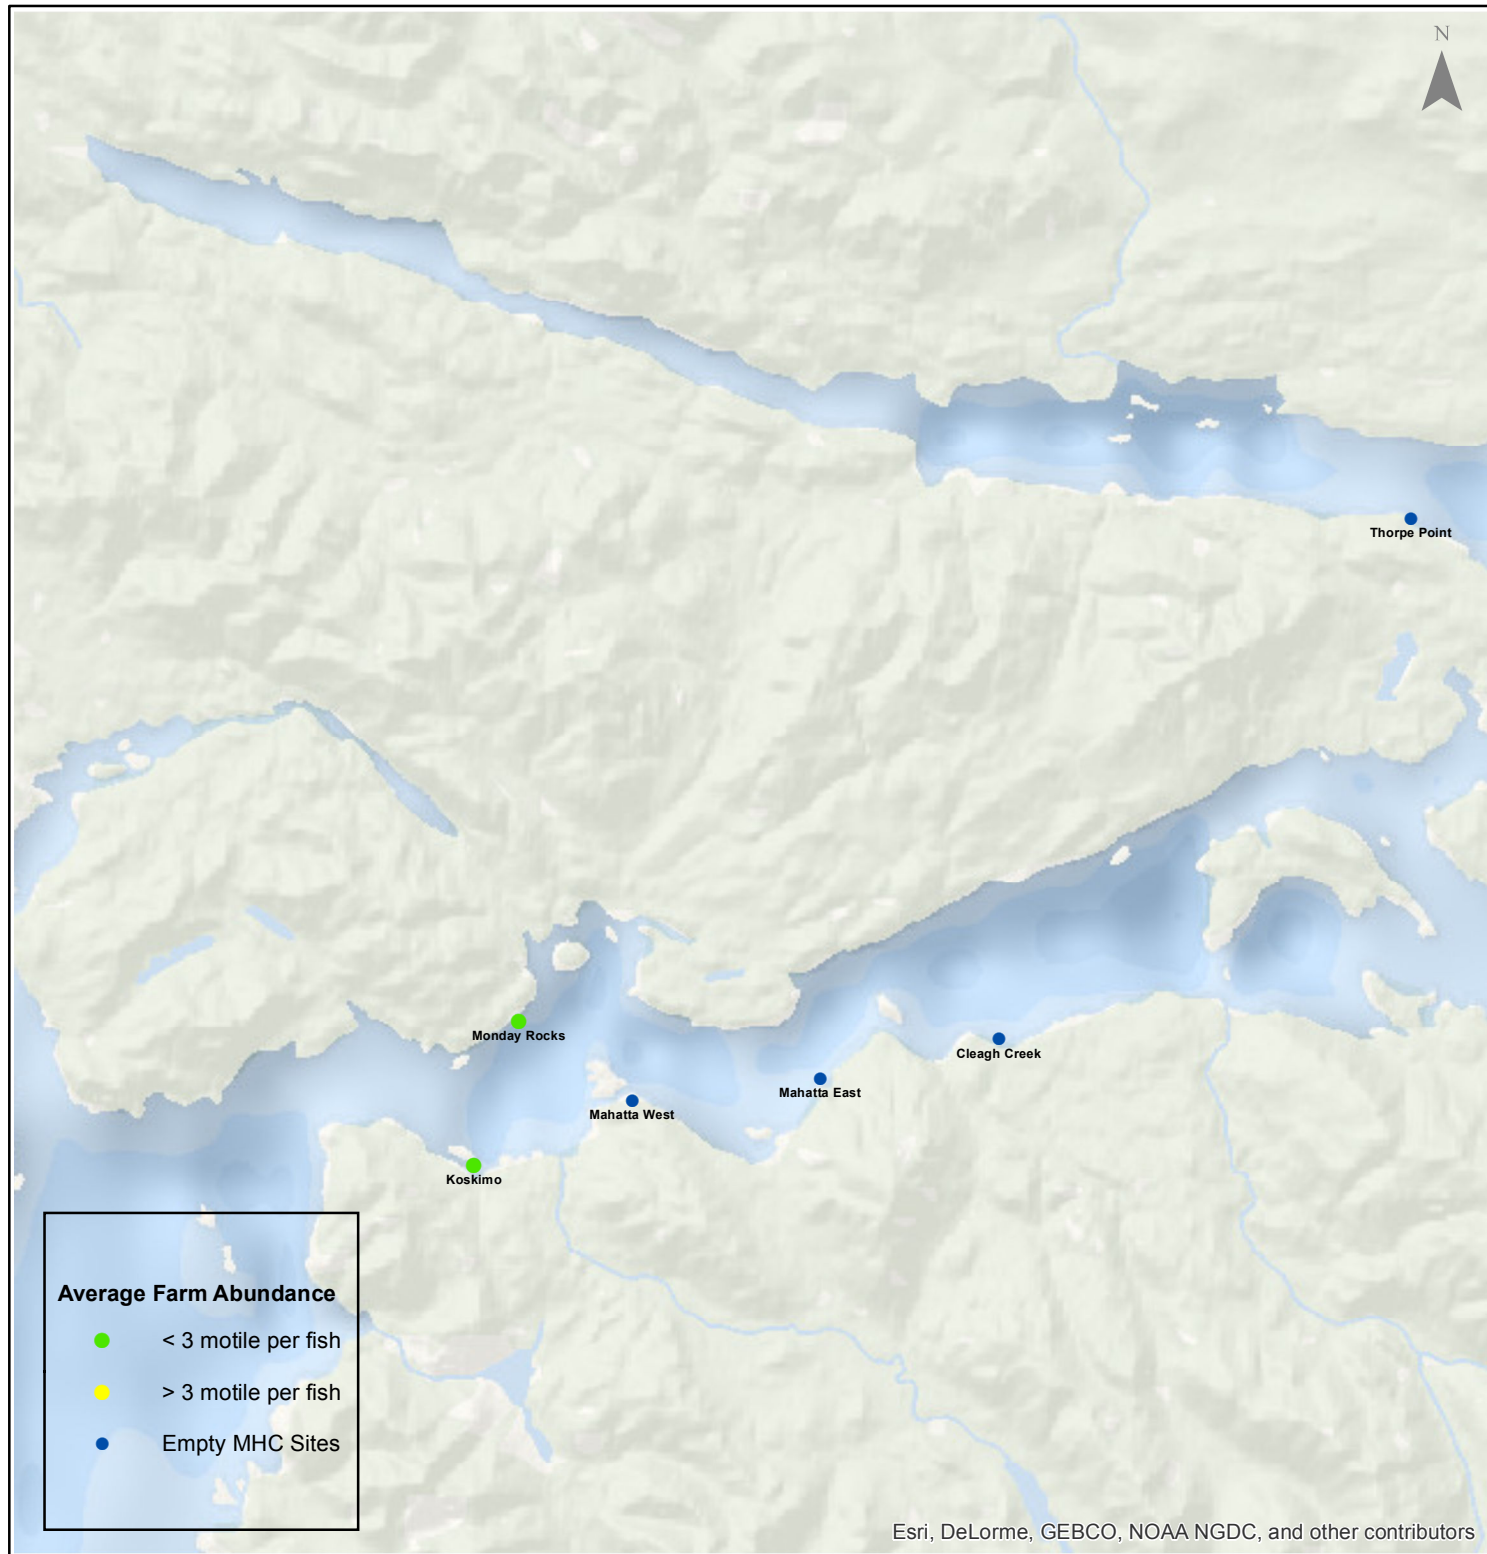 N
Thorpe Point
Monday Rocks
Cleagh Creek
Mahatta East
Mahatta West
Koskimo
Average Farm Abundance
< 3 motile per fish
> 3 motile per fish
Empty MHC Sites
Esri, DeLorme, GEBCO, NOAA NGDC, and other contributors